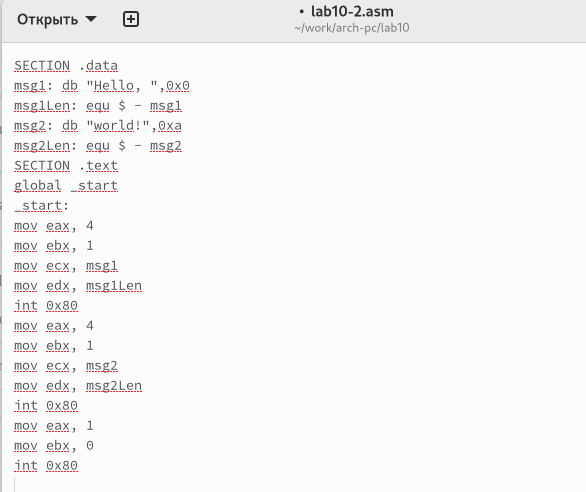 Открыть
• lab10-2.asm
~/work/arch-pc/lab10
SECTION .data
msg1: db "Hello, ",0x0
msg1Len: equ $ - msg1
msg2: db "world!",0xa
msg2Len: equ $ - msg2
SECTION .text
global _start
_start:
mov eax, 4
mov ebx, 1
mov ecx, msg1
mov edx, msg1Len
int 0x80
mov eax, 4
mov ebx, 1
mov ecx, msg2
mov edx, msg2Len
int 0x80
mov eax, 1
mov ebx, 0
int 0x80